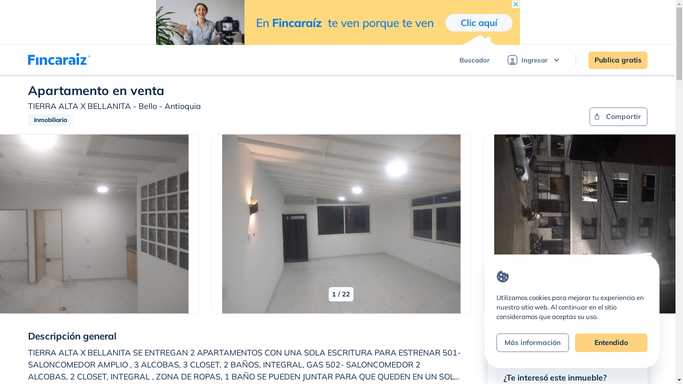 En Fincaraíz te ven porque te ven
Clic aquí
Fincaraíz
Buscador
Ingresar
Publica gratis
Apartamento en venta
TIERRA ALTA X BELLANITA - Bello - Antioquia
Inmobiliaria
Compartir
1 / 22
Utilizamos cookies para mejorar tu experiencia en
nuestro sitio web. Al continuar en el sitio
consideramos que aceptas su uso.
Más información
Entendido
Descripción general
TIERRA ALTA X BELLANITA SE ENTREGAN 2 APARTAMENTOS CON UNA SOLA ESCRITURA PARA ESTRENAR 501-
SALONCOMEDOR AMPLIO , 3 ALCOBAS, 3 CLOSET, 2 BAÑOS, INTEGRAL, GAS 502- SALONCOMEDOR 2
ALCOBAS, 2 CLOSET, INTEGRAL , ZONA DE ROPAS, 1 BAÑO SE PUEDEN JUNTAR PARA QUE QUEDEN EN UN SOL...
¿Te interesó este inmueble?